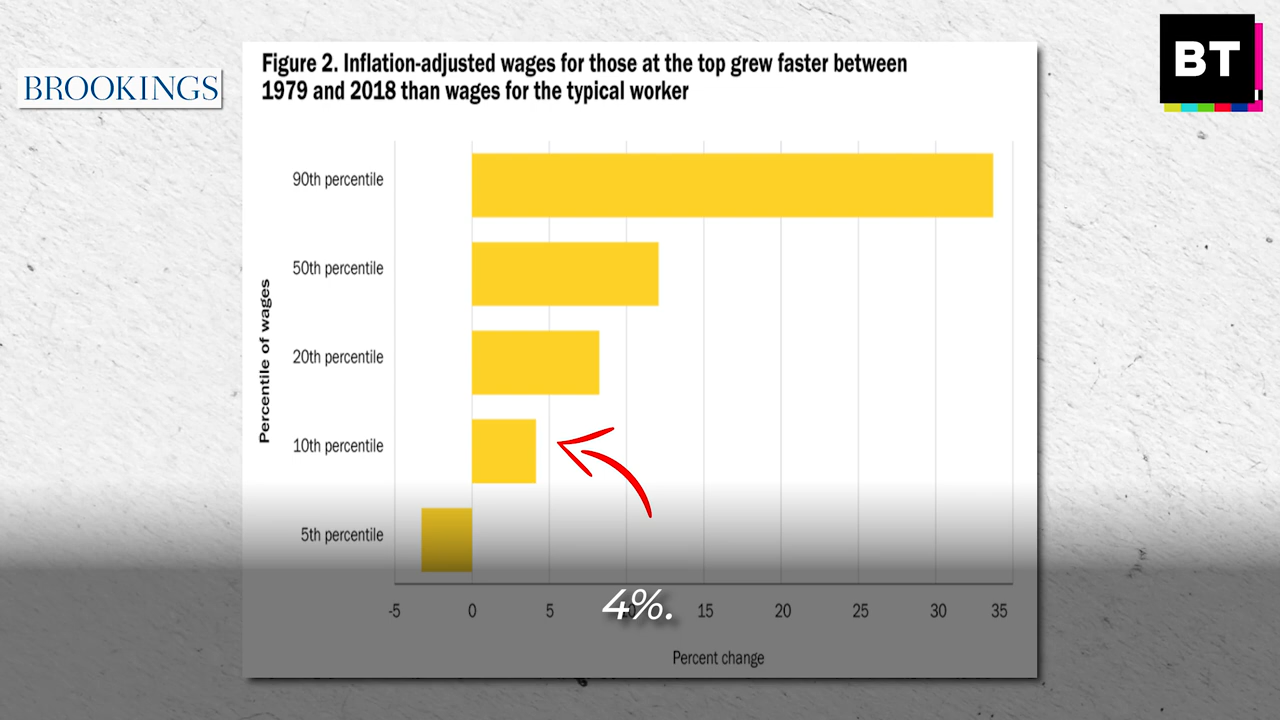 BROOKINGS
BT
Figure 2. Inflation-adjusted wages for those at the top grew faster between
1979 and 2018 than wages for the typical worker
Percentile of wages
90th percentile
50th percentile
20th percentile
10th percentile
5th percentile
-5 0 5 10 15 20 25 30 35
4%.
Percent change